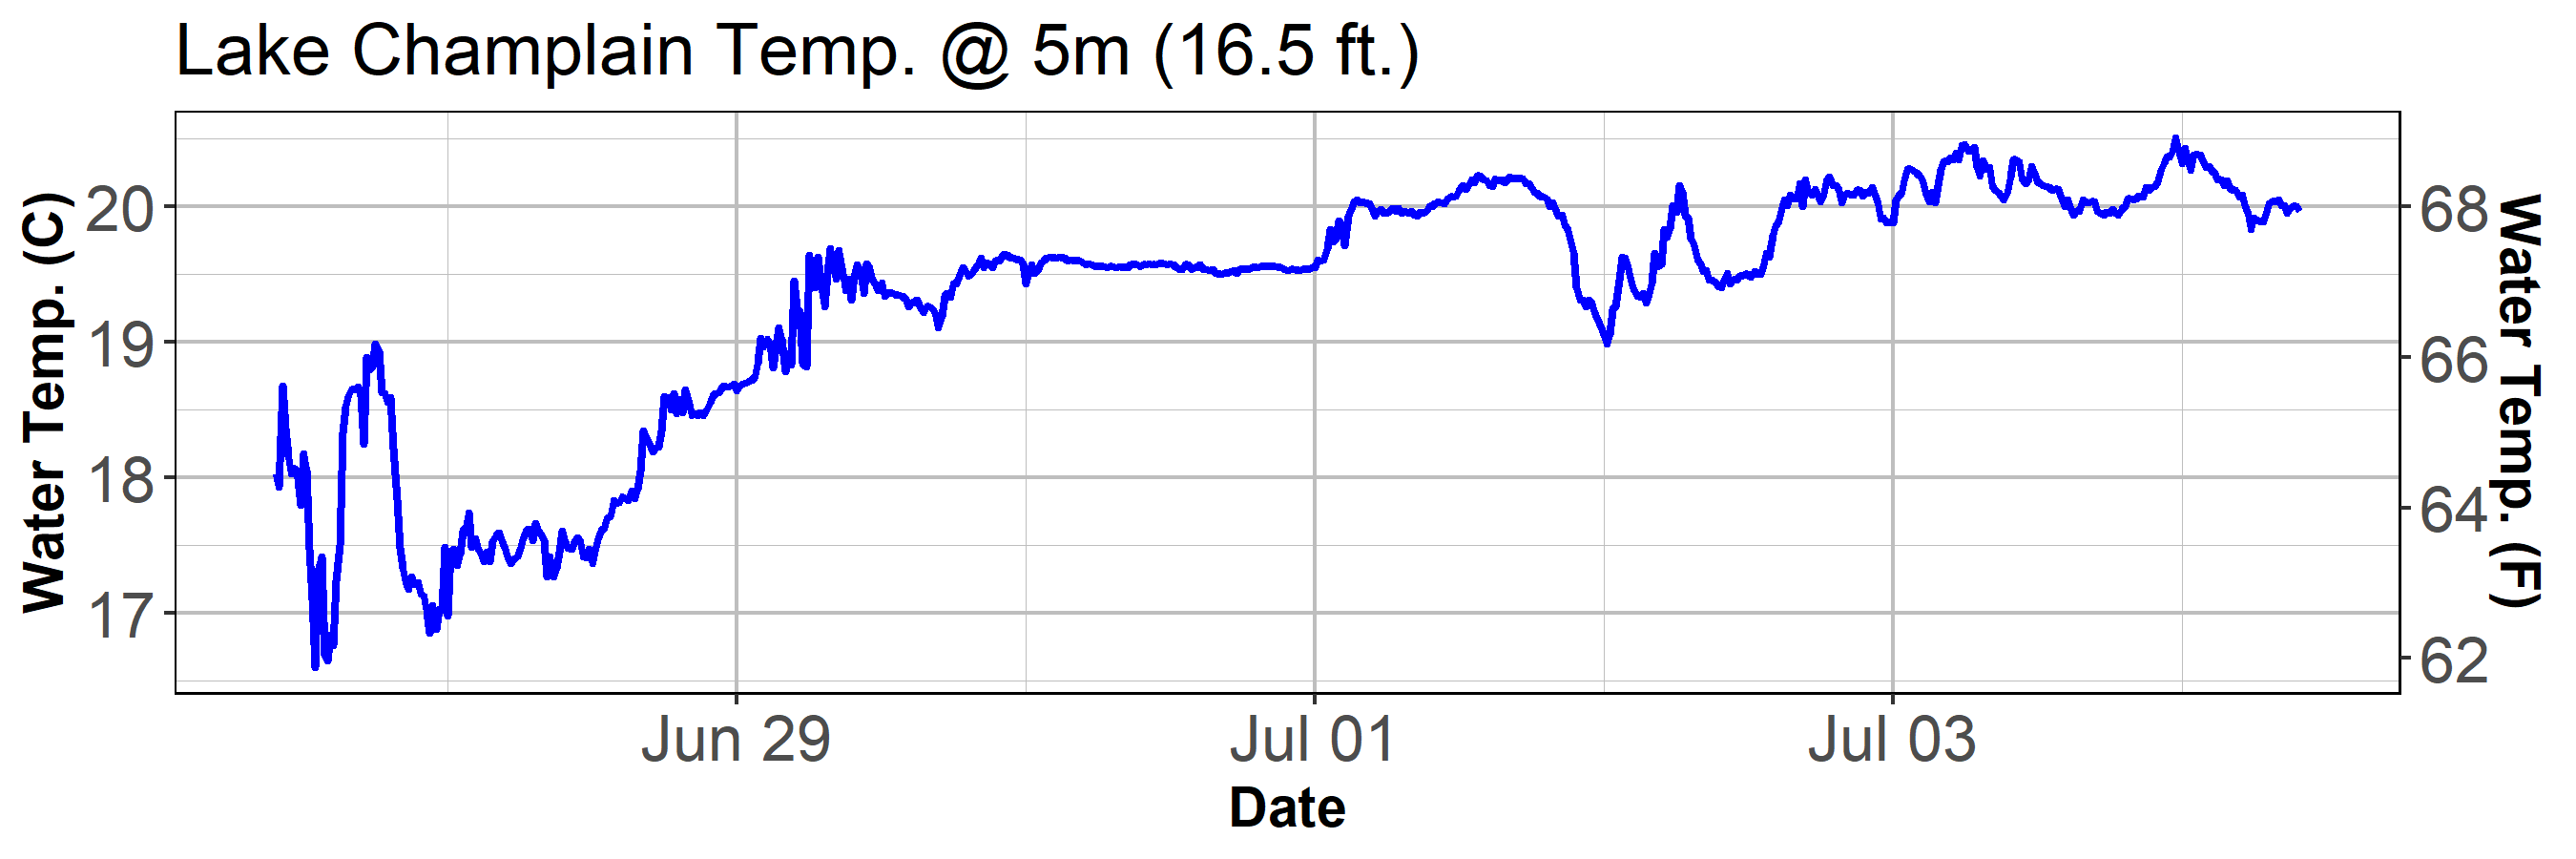 Lake Champlain Temp. @ 5m (16.5 ft.)
Water Temp. (C)
20
19
18
17
68
66
64
62
Water Temp. (F)
Jun 29
Jul 01
Jul 03
Date